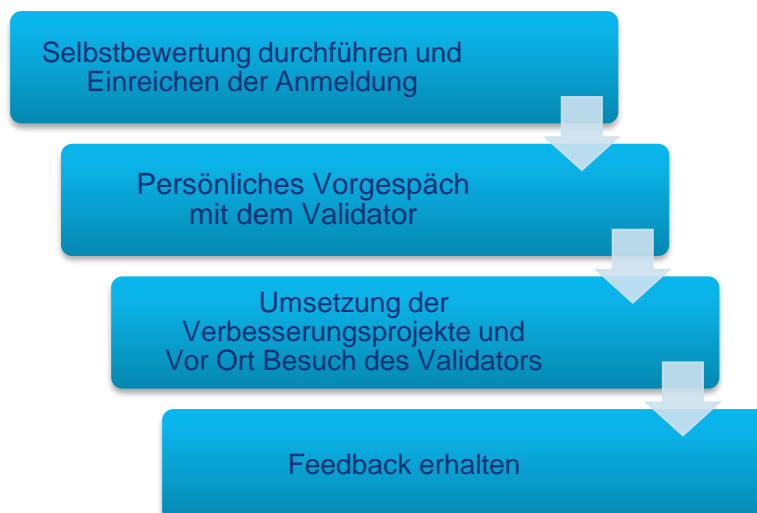 Selbstbewertung durchführen und
Einreichen der Anmeldung
Persönliches Vorgespäch
mit dem Validator
Umsetzung der
Verbesserungsprojekte und
Vor Ort Besuch des Validators
Feedback erhalten